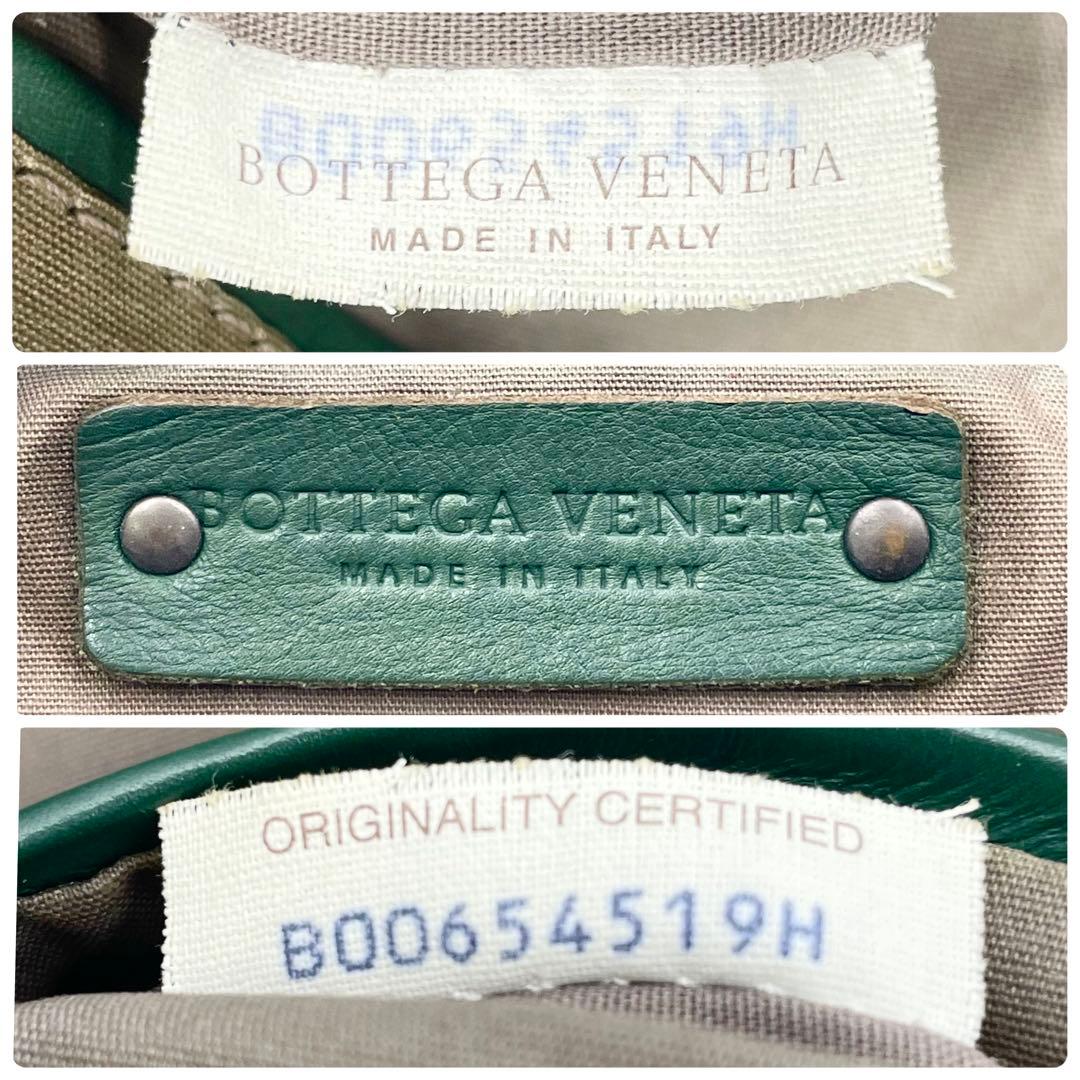 BOTTEGA VENETA
MADE IN ITALY
BOTTEGA VENETA
MADE IN ITALY
ORIGINALITY CERTIFIED
B00654519H